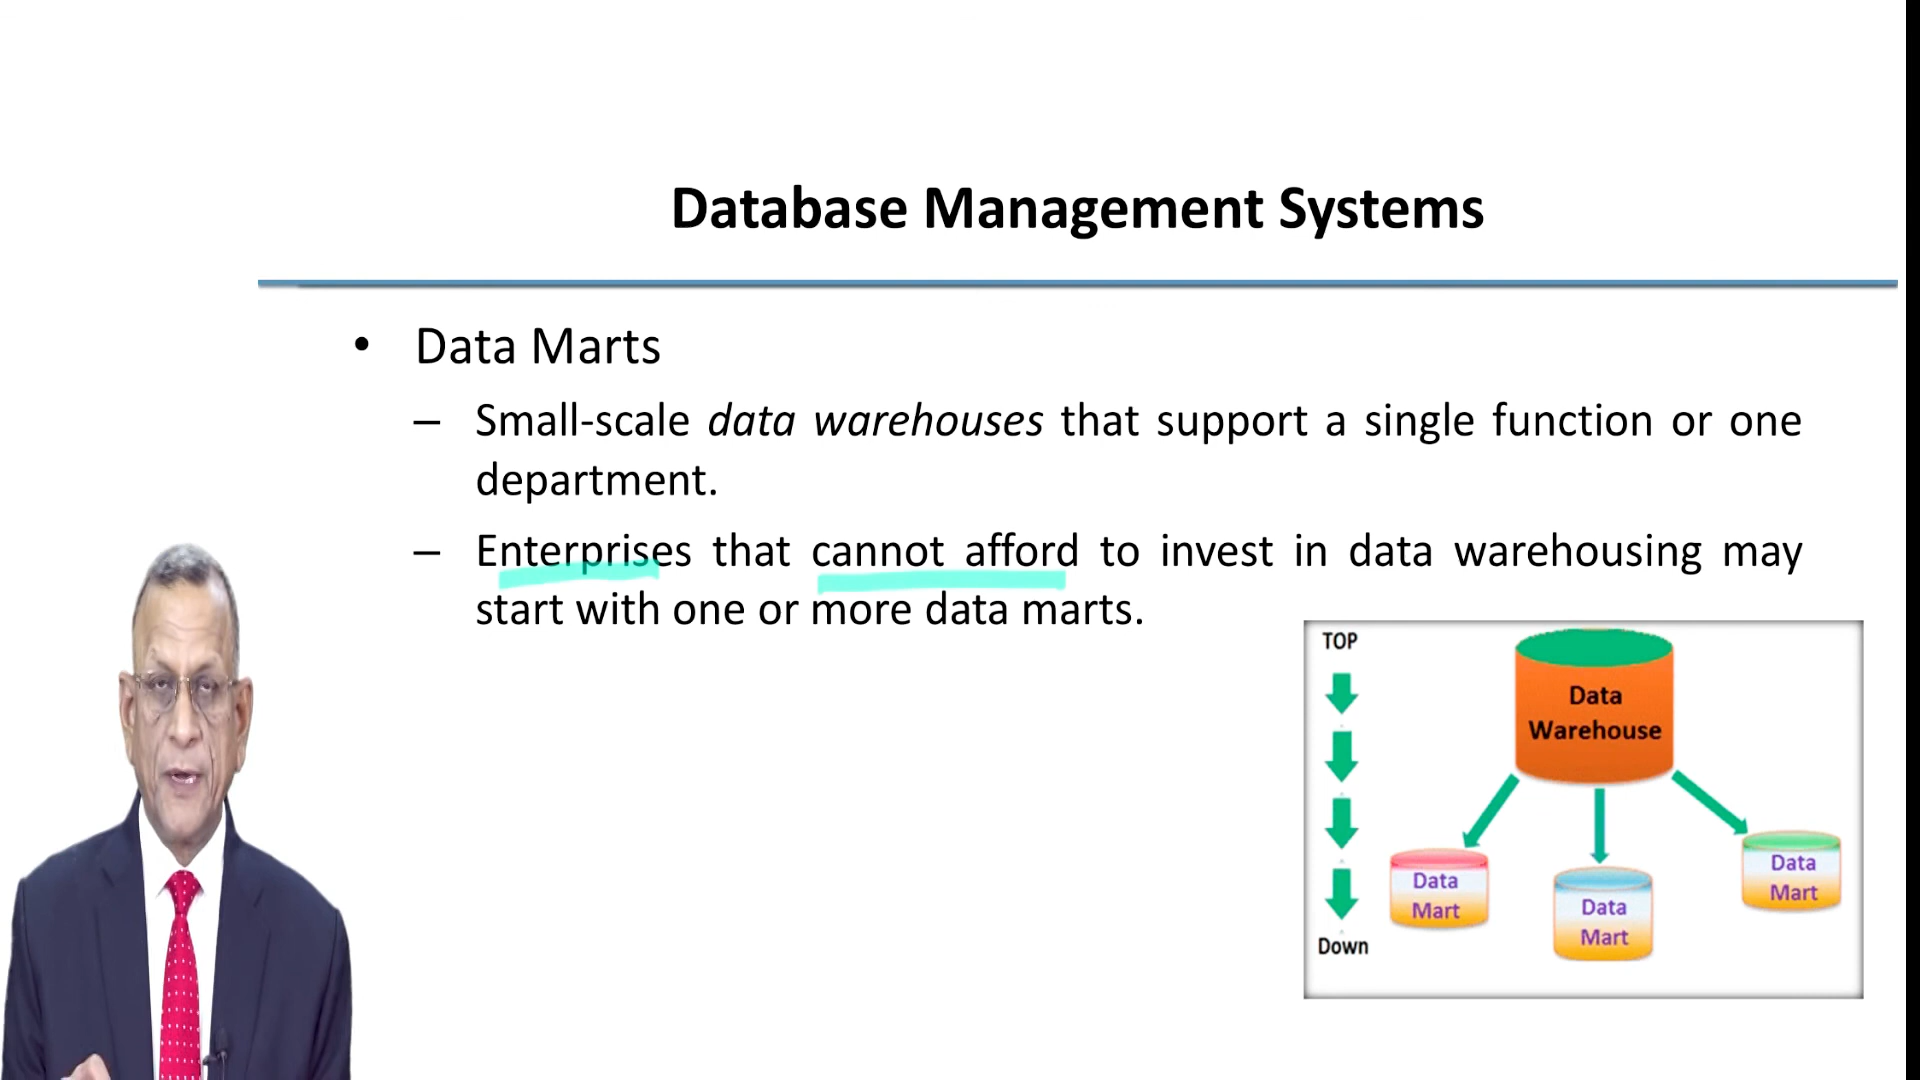 Database Management Systems
• Data Marts
– Small-scale data warehouses that support a single function or one
department.
– Enterprises that cannot afford to invest in data warehousing may
start with one or more data marts.
TOP
Data
Warehouse
Data
Mart
Data
Mart
Data
Mart
Down